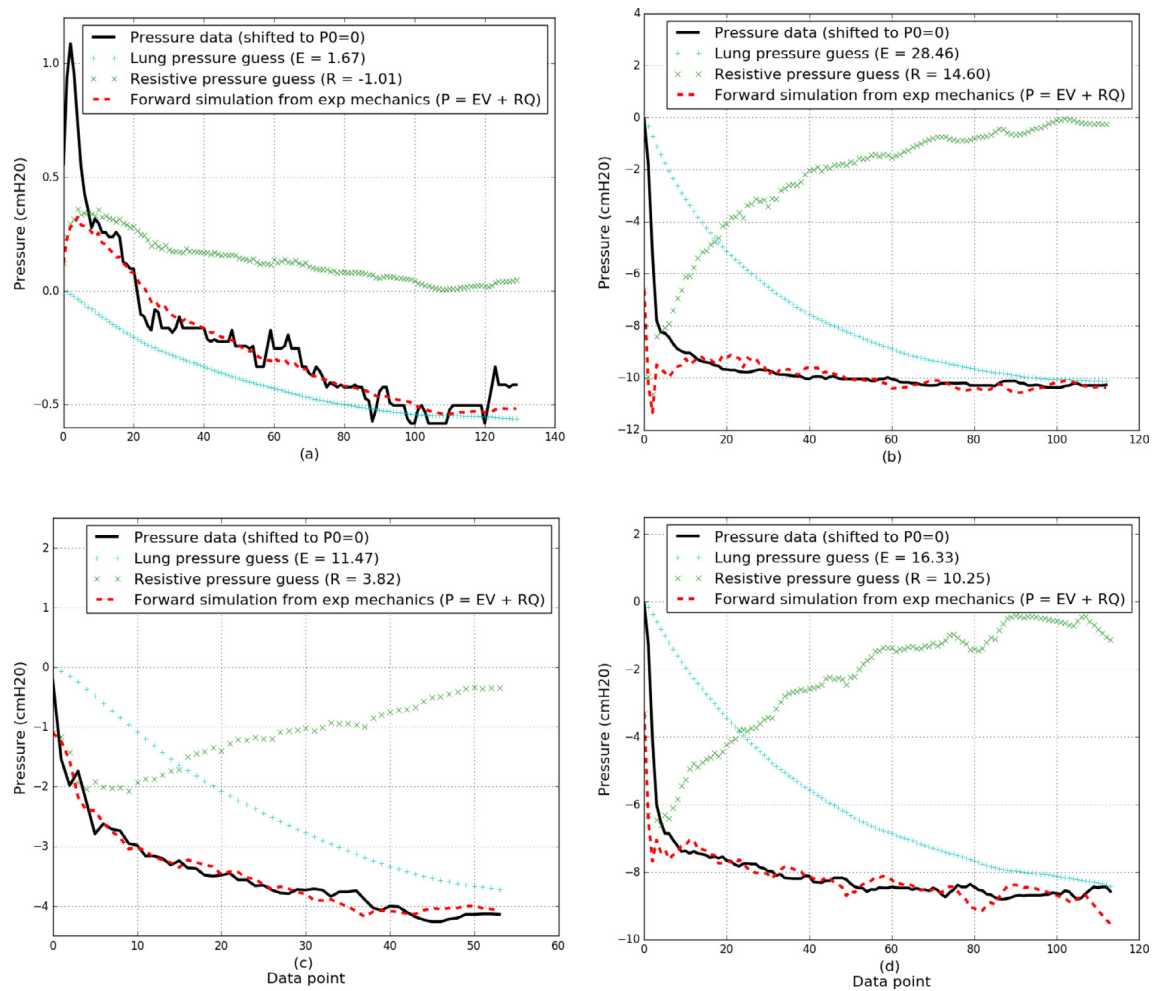 Pressure data (shifted to P0=0)
Lung pressure guess (E = 1.67)
Resistive pressure guess (R = -1.01)
Forward simulation from exp mechanics (P = EV + RQ)
Pressure (cmH20)
1.0
0.5
0.0
−0.5
0 20 40 60 80 100 120 140
(a)
Pressure data (shifted to P0=0)
Lung pressure guess (E = 28.46)
Resistive pressure guess (R = 14.60)
Forward simulation from exp mechanics (P = EV + RQ)
Pressure (cmH20)
4
2
0
−2
−4
−6
−8
−10
−12
0 20 40 60 80 100 120
(b)
Pressure data (shifted to P0=0)
Lung pressure guess (E = 11.47)
Resistive pressure guess (R = 3.82)
Forward simulation from exp mechanics (P = EV + RQ)
Pressure (cmH20)
2
1
0
−1
−2
−3
−4
0 10 20 30 40 50 60
(c)
Data point
Pressure data (shifted to P0=0)
Lung pressure guess (E = 16.33)
Resistive pressure guess (R = 10.25)
Forward simulation from exp mechanics (P = EV + RQ)
Pressure (cmH20)
2
0
−2
−4
−6
−8
−10
0 20 40 60 80 100 120
(d)
Data point